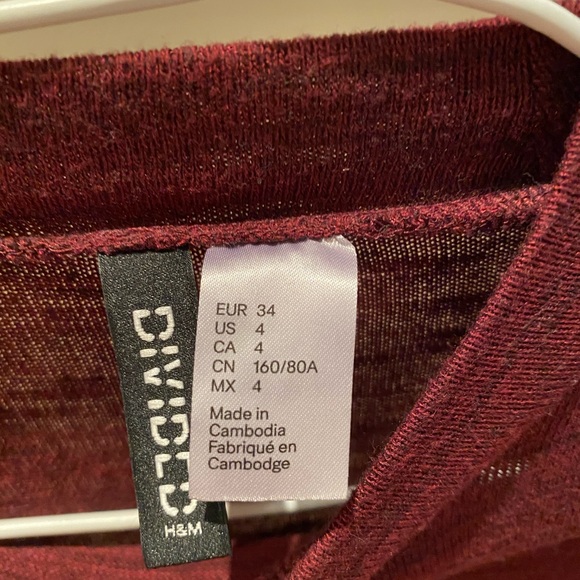 DIVIDED
H&M
EUR 34
US 4
CA 4
CN 160/80A
MX 4
Made in
Cambodia
Fabriqué en
Cambodge